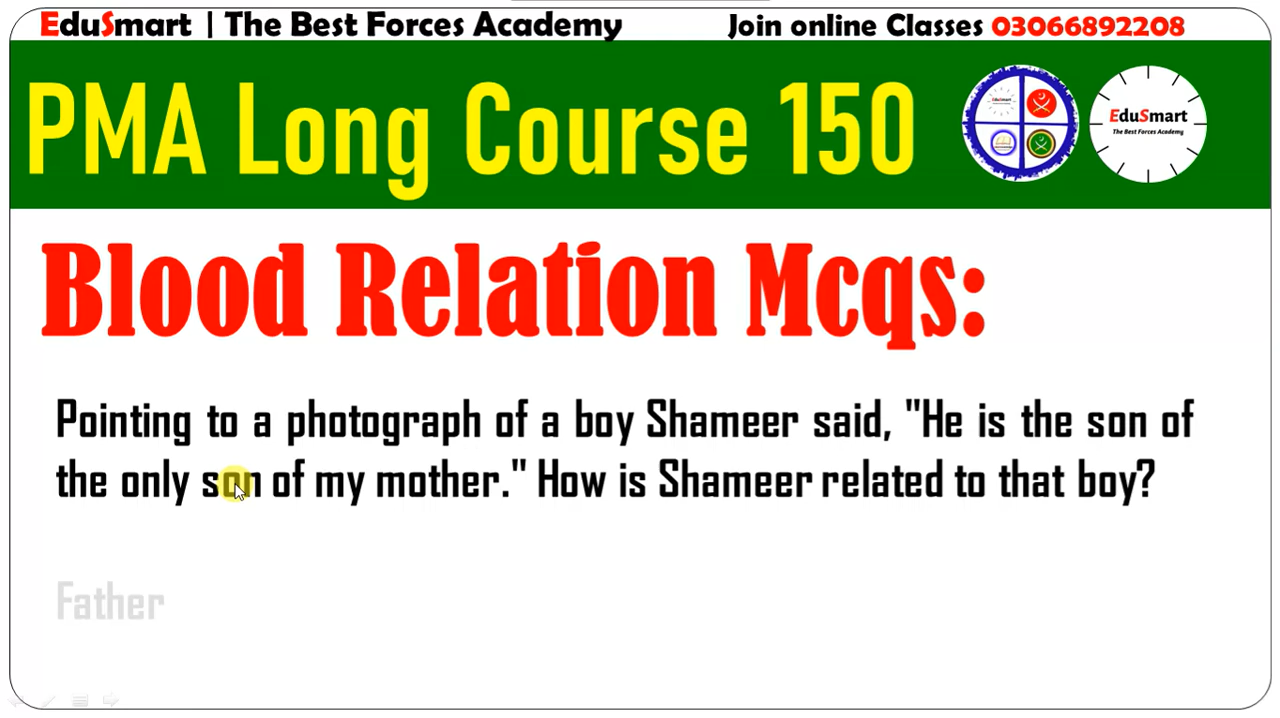 EduSmart | The Best Forces Academy Join online Classes 03066892208
PMA Long Course 150
EduSmart
The Best Forces Academy
Blood Relation Mcqs:
Pointing to a photograph of a boy Shameer said, "He is the son of
the only son of my mother." How is Shameer related to that boy?
Father